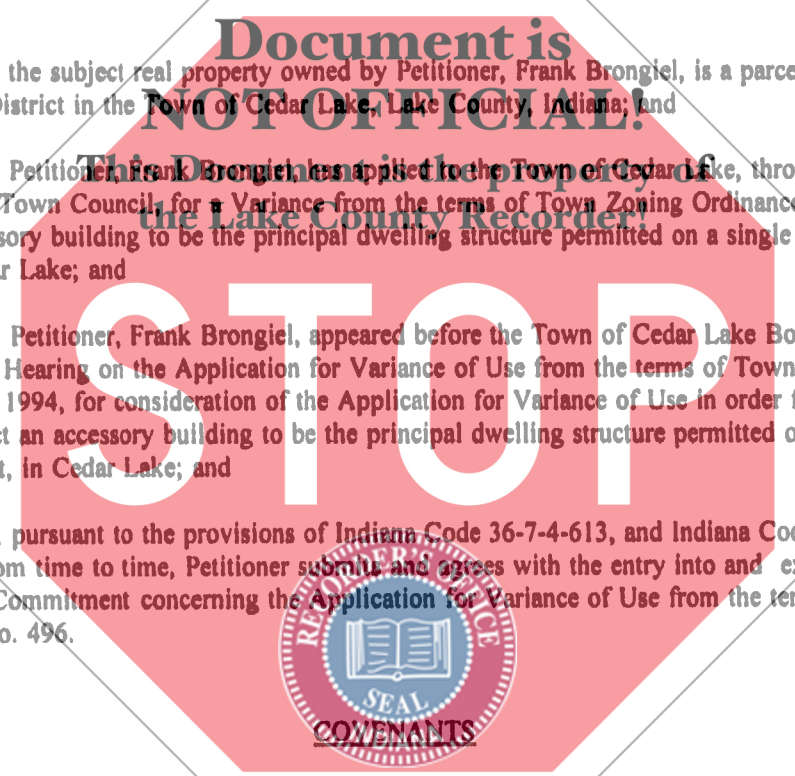 Document is
the subject real property owned by Petitioner, Frank Brongiel, is a parce
District in the Town of Cedar Lake, Lake County, Indiana; and
NOT OFFICIAL!
Petitioner, Frank Brongiel, has applied to the Town of Cedar Lake, thro
This Document is the property of
Town Council, for a Variance from the terms of Town Zoning Ordinance
the Lake County Recorder!
sory building to be the principal dwelling structure permitted on a single
r Lake; and
STOP
Petitioner, Frank Brongiel, appeared before the Town of Cedar Lake Bo
Hearing on the Application for Variance of Use from the terms of Town
1994, for consideration of the Application for Variance of Use in order f
ct an accessory building to be the principal dwelling structure permitted o
t, in Cedar Lake; and
pursuant to the provisions of Indiana Code 36-7-4-613, and Indiana Cod
om time to time, Petitioner submits and agrees with the entry into and ex
Commitment concerning the Application for Variance of Use from the ter
o. 496.
RECORDER'S OFFICE
SEAL
INDIANA
COVENANTS